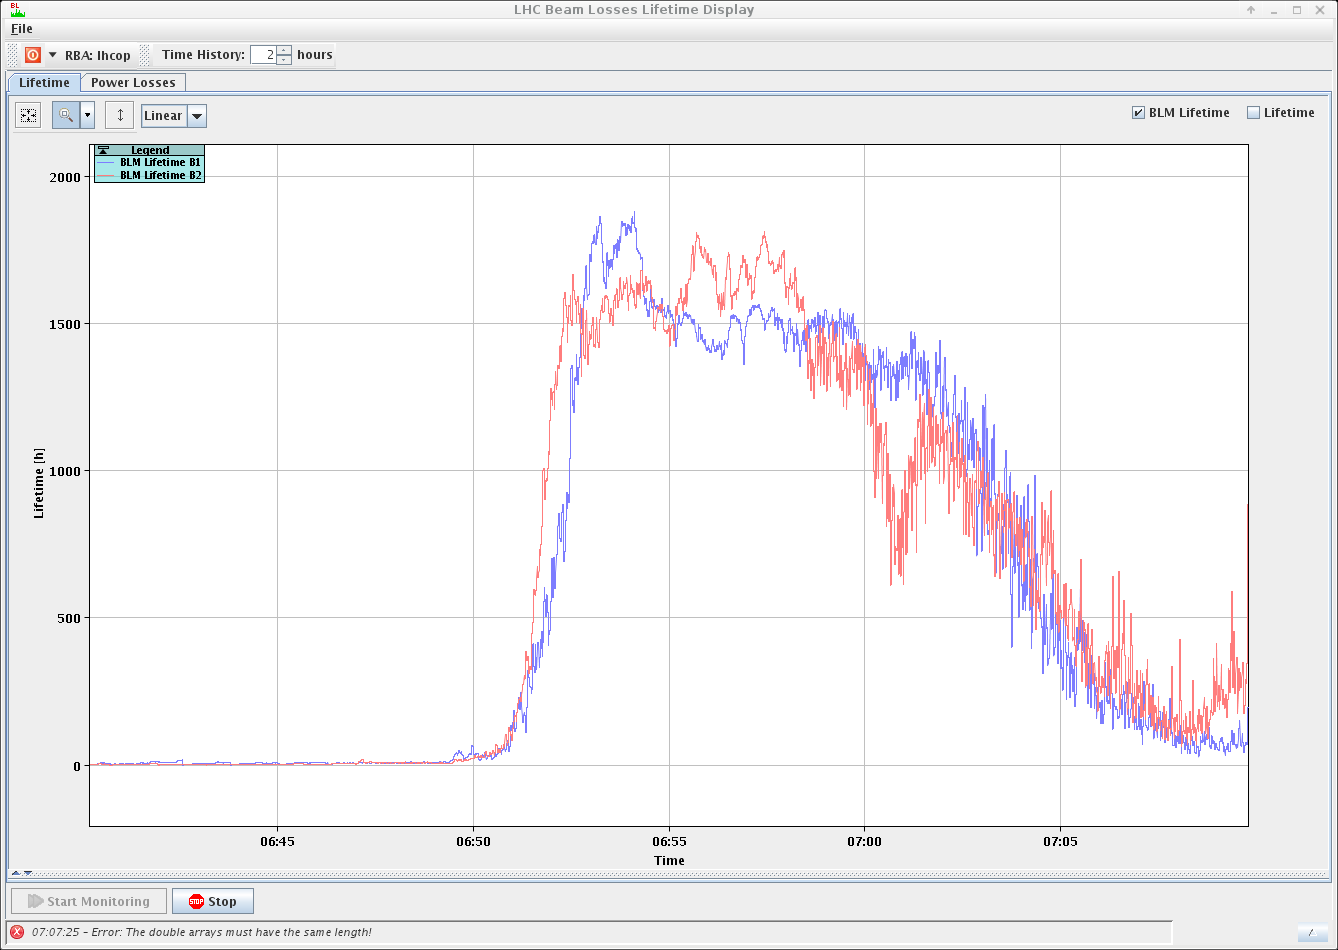 BL
LHC Beam Losses Lifetime Display
File
RBA: lhcop
Time History: 2 hours
Lifetime
Power Losses
Linear
BLM Lifetime
Lifetime
Legend
BLM Lifetime B1
BLM Lifetime B2
2000
1500
1000
500
0
Lifetime [h]
06:45
06:50
06:55
07:00
07:05
Time
Start Monitoring
STOP Stop
07:07:25 - Error: The double arrays must have the same length!